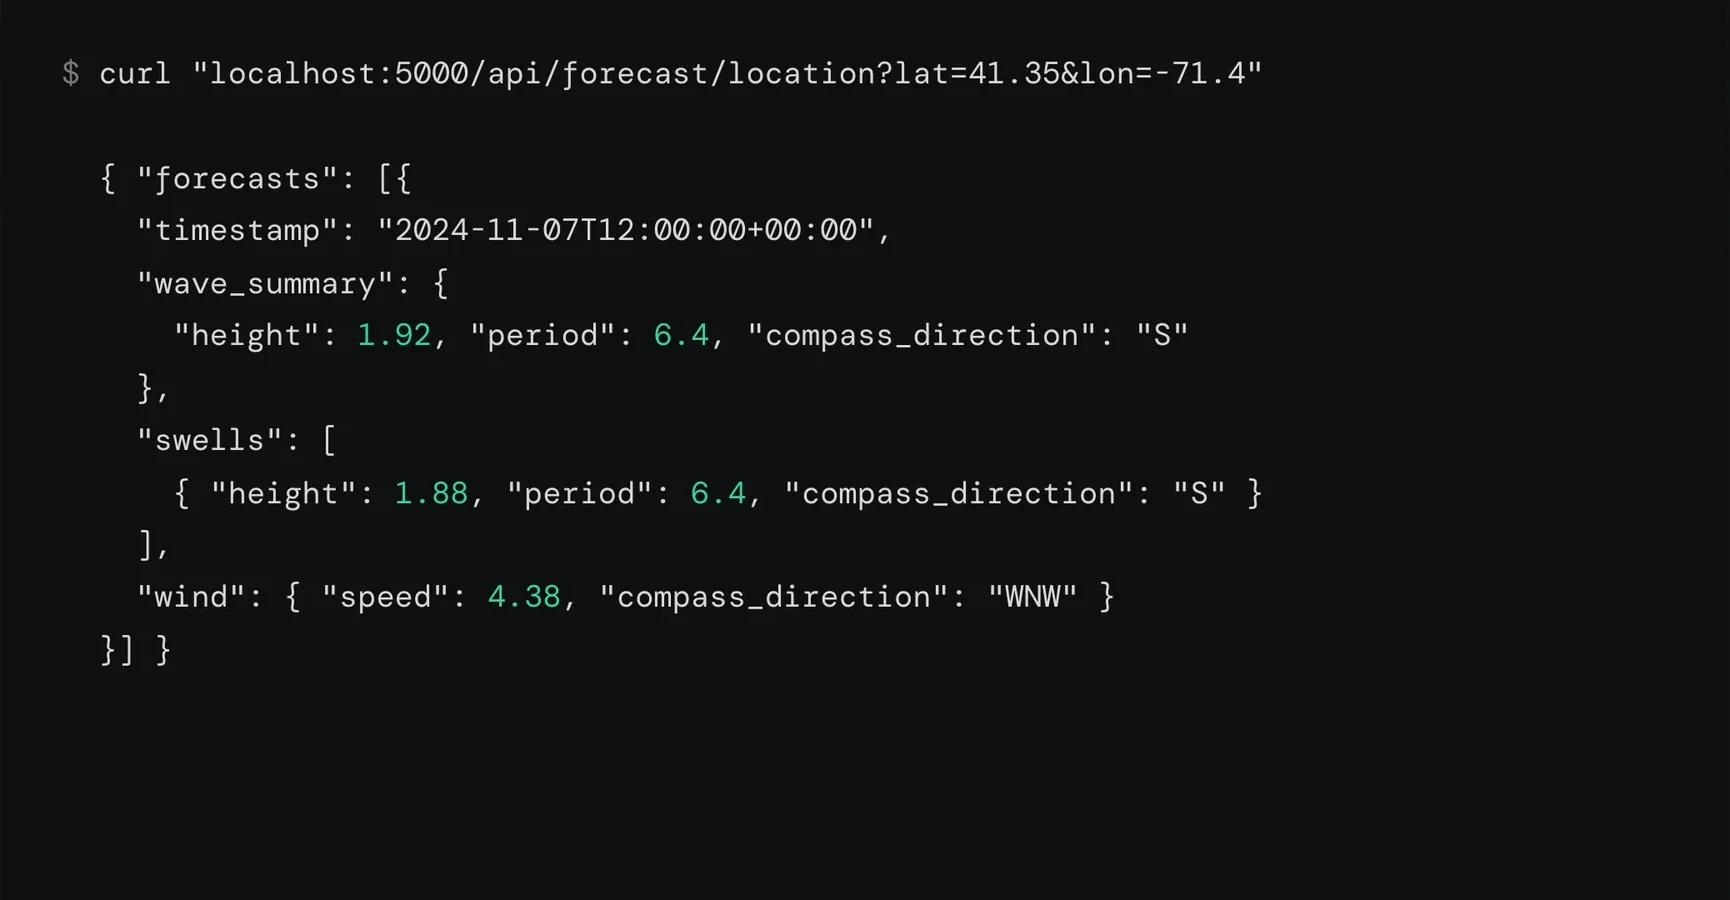 $ curl "localhost:5000/api/forecast/location?lat=41.35&lon=-71.4"
{ "forecasts": [{
"timestamp": "2024-11-07T12:00:00+00:00",
"wave_summary": {
"height": 1.92, "period": 6.4, "compass_direction": "S"
},
"swells": [
{ "height": 1.88, "period": 6.4, "compass_direction": "S" }
],
"wind": { "speed": 4.38, "compass_direction": "WNW" }
}] }